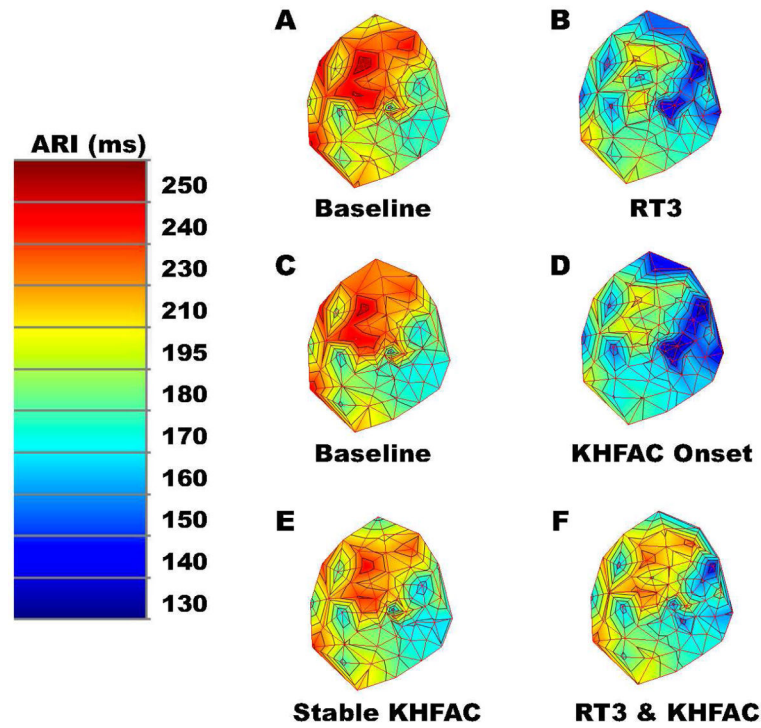 A
B
ARI (ms)
250
240
230
210
195
180
170
160
150
140
130
Baseline
RT3
C
D
Baseline
KHFAC Onset
E
F
Stable KHFAC
RT3 & KHFAC